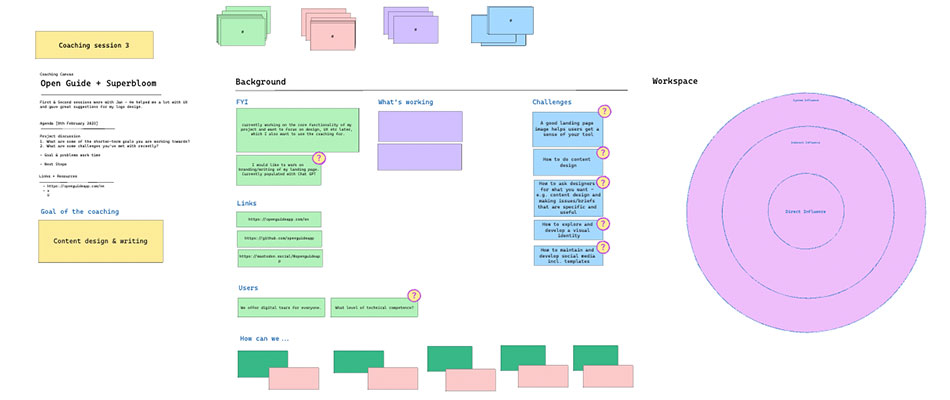 #
#
#
#
Coaching session 3
Coaching Canvas
Open Guide + Superbloom
First & Second sessions were with Jan - He helped me a lot with UX
and gave great suggestions for my logo design.
Agenda [9th February 2023]
Project discussion
1. What are some of the shorter-term goals you are working towards?
2. What are some challenges you've met with recently?
- Goal & problems work time
- Next Steps
Links + Resources
- https://openguideapp.com/en
Goal of the coaching
Content design & writing
Background
FYI
currently working on the core functionality of my
project and want to focus on design, UX etc later,
which I also want to use the coaching for.
?
I would like to work on
branding/writing of my landing page.
Currently populated with Chat GPT
Links
https://openguideapp.com/en
https://github.com/openguideapp
https://mastodon.social/@openguideap
p
Users
We offer digital tours for everyone.
?
What level of technical competence?
How can we...
What's working
Challenges
?
A good landing page
image helps users get a
sense of your tool
?
How to do content
design
?
How to ask designers
for what you want -
e.g. content design and
making issues/briefs
that are specific and
useful
?
How to explore and
develop a visual
identity
?
How to maintain and
develop social media
incl. templates
Workspace
System Influence
Indirect Influence
Direct Influence